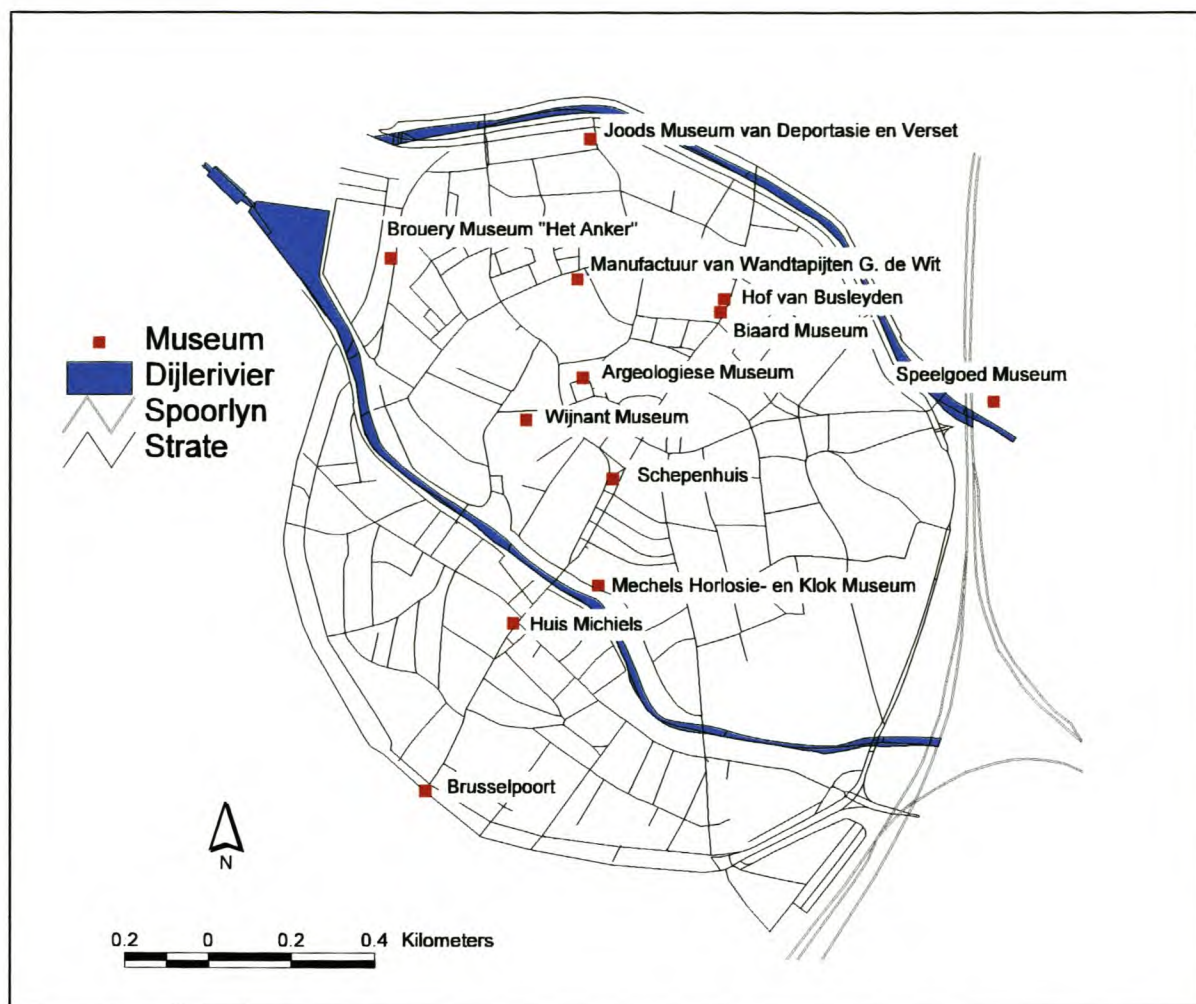 Joods Museum van Deportasie en Verset
Brouery Museum "Het Anker"
Manufactuur van Wandtapijten G. de Wit
Hof van Busleyden
Biaard Museum
Museum
Dijlerivier
Spoorlyn
Strate
Argeologiese Museum
Speelgoed Museum
Wijnant Museum
Schepenhuis
Mechels Horlosie- en Klok Museum
Huis Michiels
Brusselpoort
N
0.2 0 0.2 0.4 Kilometers